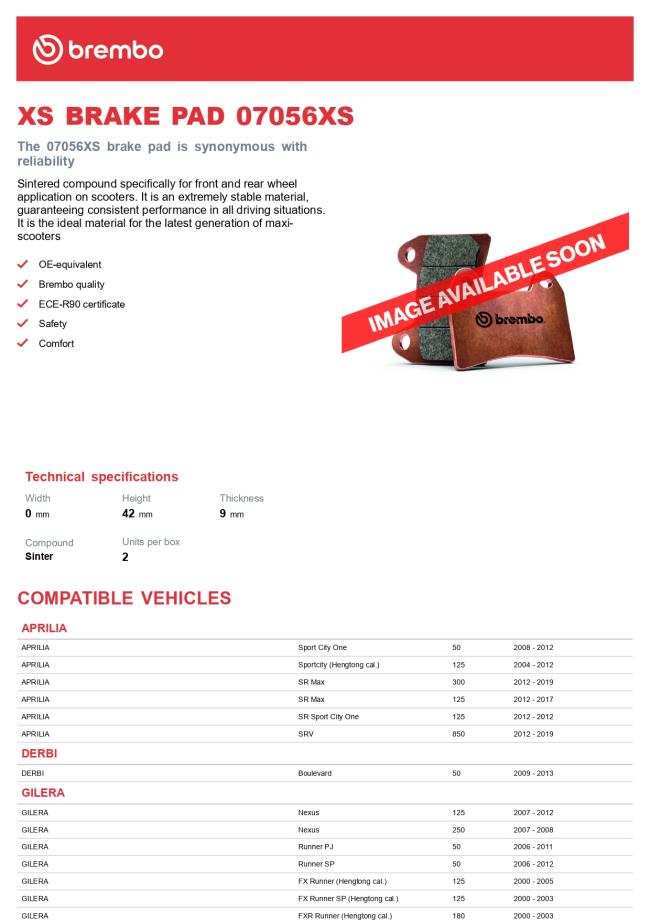 brembo
XS BRAKE PAD 07056XS
The 07056XS brake pad is synonymous with
reliability
Sintered compound specifically for front and rear wheel
application on scooters. It is an extremely stable material,
guaranteeing consistent performance in all driving situations.
It is the ideal material for the latest generation of maxi-
scooters
OE-equivalent
Brembo quality
ECE-R90 certificate
Safety
Comfort
IMAGE AVAILABLE SOON
brembo
Technical specifications
Width Height Thickness
0 mm 42 mm 9 mm
Compound Units per box
Sinter 2
COMPATIBLE VEHICLES
APRILIA
APRILIA Sport City One 50 2008 - 2012
APRILIA Sportcity (Hengtong cal.) 125 2004 - 2012
APRILIA SR Max 300 2012 - 2019
APRILIA SR Max 125 2012 - 2017
APRILIA SR Sport City One 125 2012 - 2012
APRILIA SRV 850 2012 - 2019
DERBI
DERBI Boulevard 50 2009 - 2013
GILERA
GILERA Nexus 125 2007 - 2012
GILERA Nexus 250 2007 - 2008
GILERA Runner PJ 50 2006 - 2011
GILERA Runner SP 50 2006 - 2012
GILERA FX Runner (Hengtong cal.) 125 2000 - 2005
GILERA FX Runner SP (Hengtong cal.) 125 2000 - 2003
GILERA FXR Runner (Hengtong cal.) 180 2000 - 2003